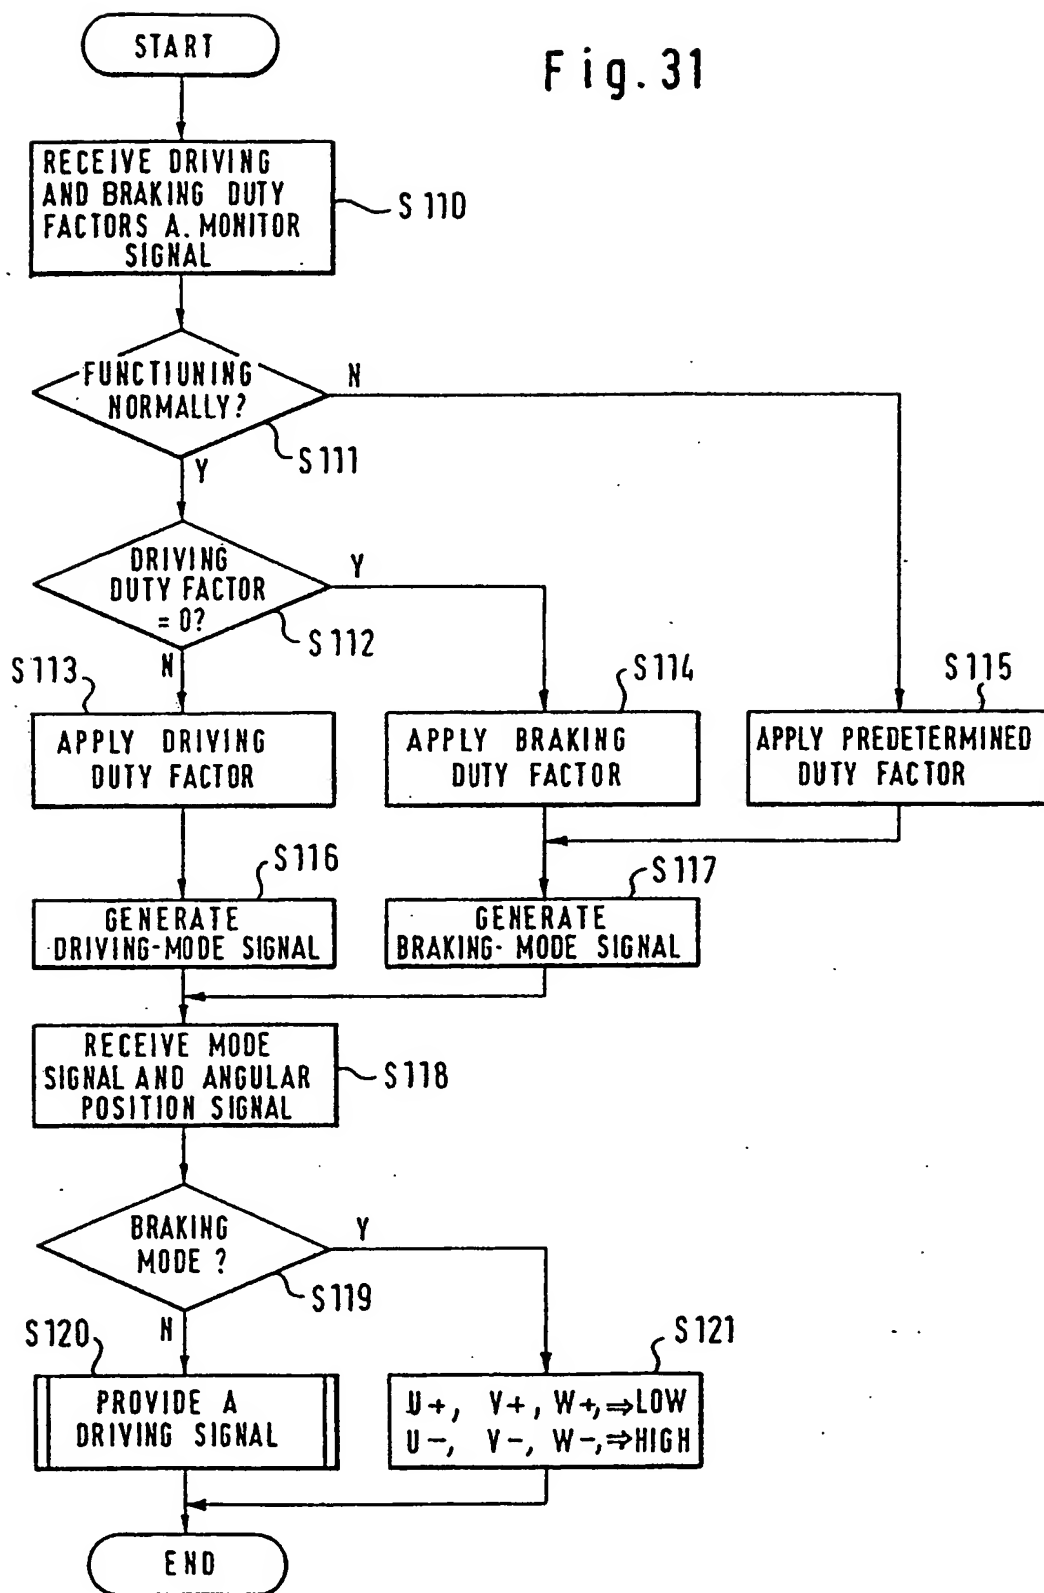 START
Fig. 31
RECEIVE DRIVING
AND BRAKING DUTY
FACTORS A. MONITOR
SIGNAL
S110
FUNCTIUNING
NORMALLY?
N
S111
Y
DRIVING
DUTY FACTOR
= 0?
Y
S112
N
S113
S114
S115
APPLY DRIVING
DUTY FACTOR
APPLY BRAKING
DUTY FACTOR
APPLY PREDETERMINED
DUTY FACTOR
S116
S117
GENERATE
DRIVING-MODE SIGNAL
GENERATE
BRAKING- MODE SIGNAL
RECEIVE MODE
SIGNAL AND ANGULAR
POSITION SIGNAL
S118
BRAKING
MODE ?
Y
S119
N
S120
S121
PROVIDE A
DRIVING SIGNAL
U+, V+, W+,⇒LOW
U-, V-, W-,⇒HIGH
END